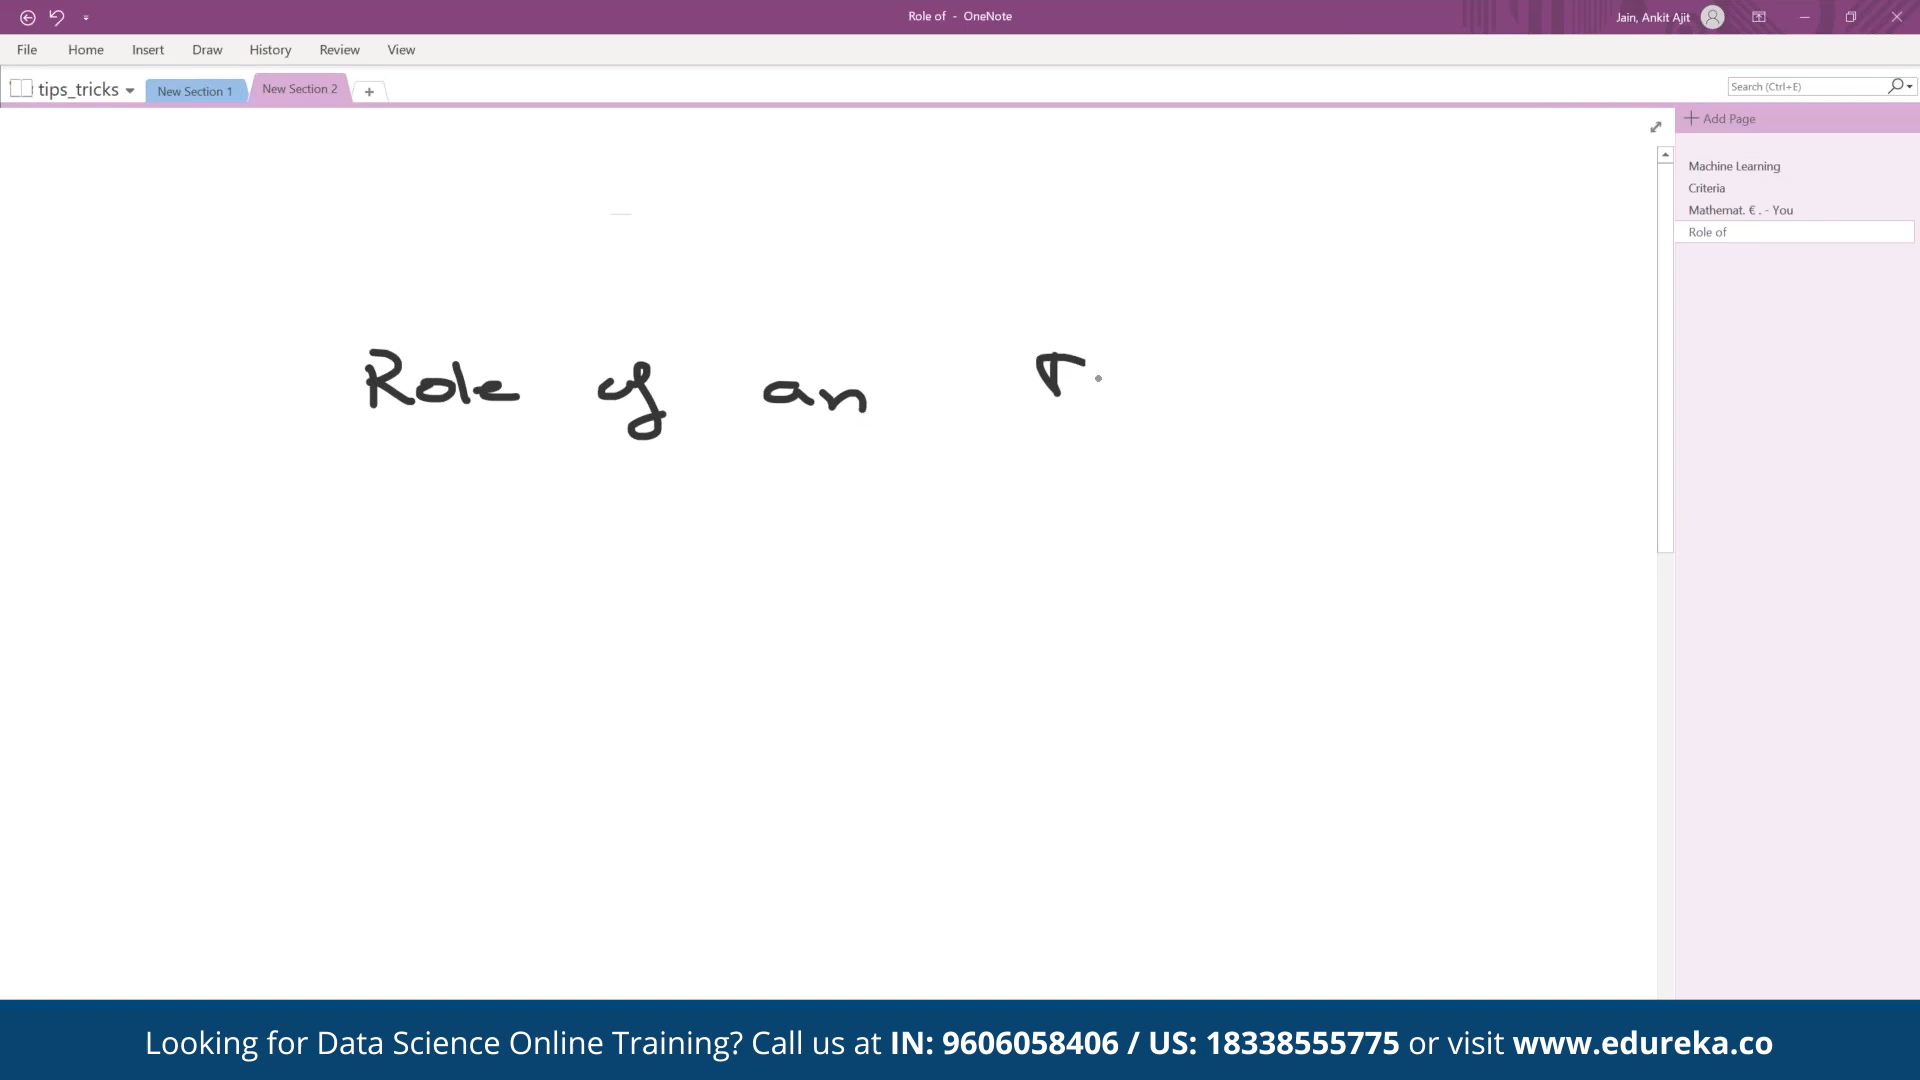 Role of - OneNote
Jain, Ankit Ajit
File Home Insert Draw History Review View
tips_tricks New Section 1 New Section 2
Search (Ctrl+E)
Add Page
Machine Learning
Criteria
Mathemat. € . - You
Role of
Role of an
Looking for Data Science Online Training? Call us at IN: 9606058406 / US: 18338555775 or visit www.edureka.co